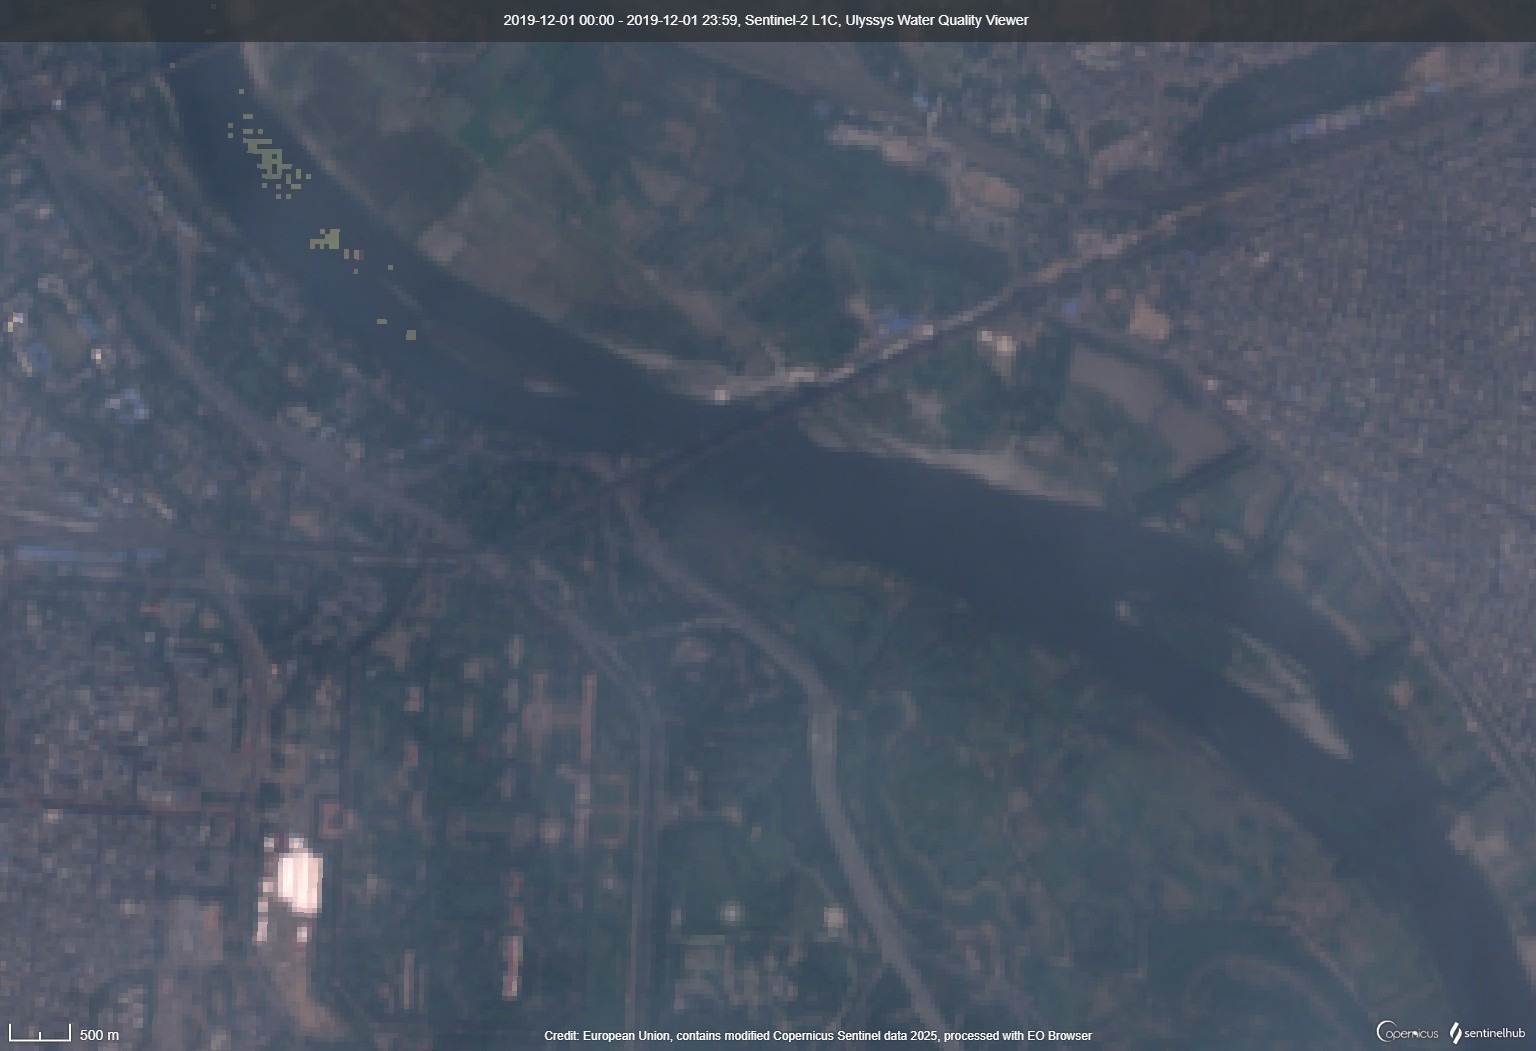 2019-12-01 00:00 - 2019-12-01 23:59, Sentinel-2 L1C, Ulyssys Water Quality Viewer
500 m
Credit: European Union, contains modified Copernicus Sentinel data 2025, processed with EO Browser
Copernicus
sentinelhub